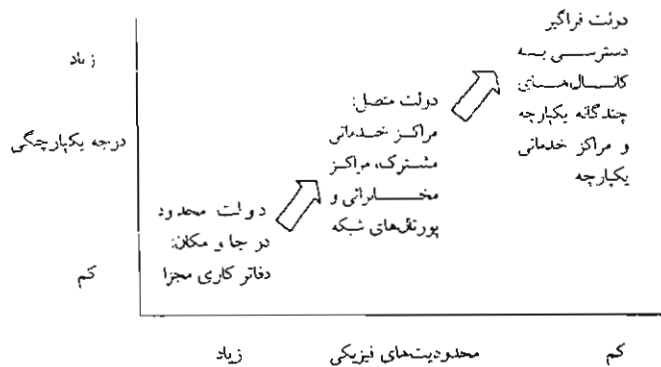 زیاد
درجه یکپارچگی
کم
دولت فراگیر
دسترسی به
کانال‌های
چندگانه یکپارچه
و مراکز خدماتی
یکپارچه
دولت متصل:
مراکز خدماتی
مشترک، مراکز
مخابراتی و
پورتال‌های شبکه
دولت محدود
در جا و مکان:
دفاتر کاری مجزا
زیاد
محدودیت‌های فیزیکی
کم